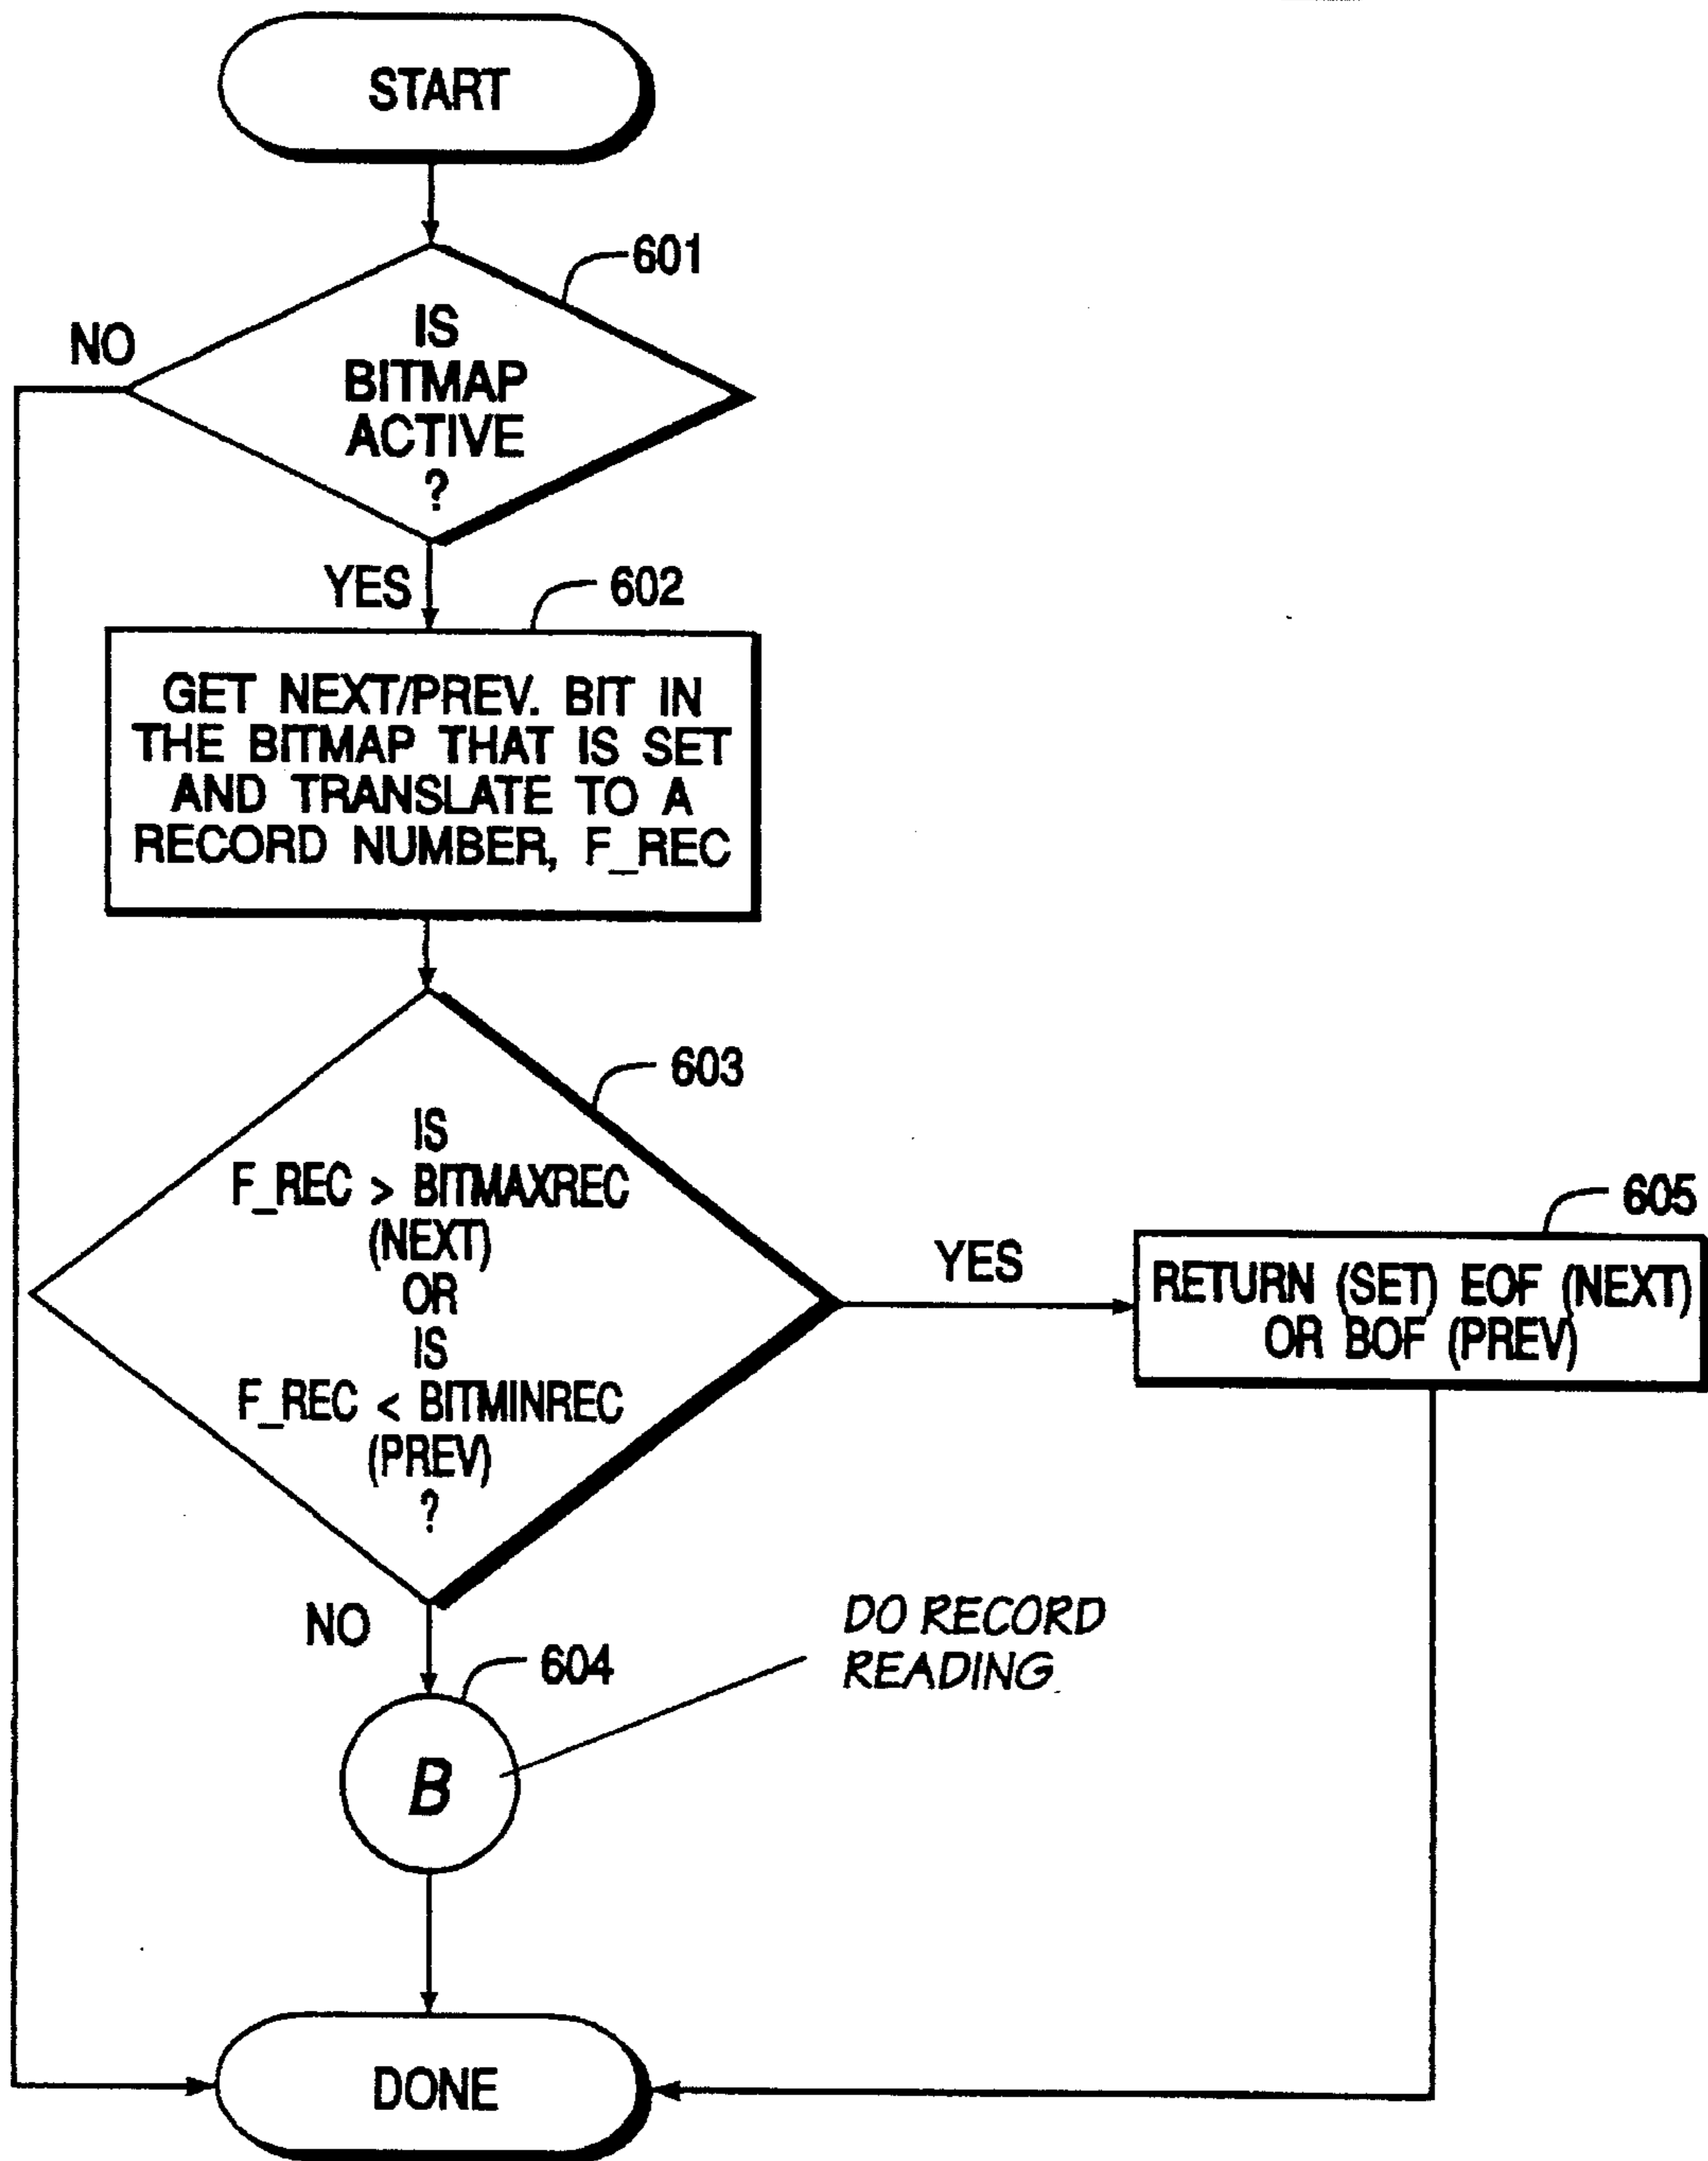 START
601
NO
IS
BITMAP
ACTIVE
?
YES
602
GET NEXT/PREV. BIT IN
THE BITMAP THAT IS SET
AND TRANSLATE TO A
RECORD NUMBER, F_REC
603
IS
F_REC > BITMAXREC
(NEXT)
OR
IS
F_REC < BITMINREC
(PREV)
?
YES
605
RETURN (SET) EOF (NEXT)
OR BOF (PREV)
NO
604
DO RECORD
READING
B
DONE